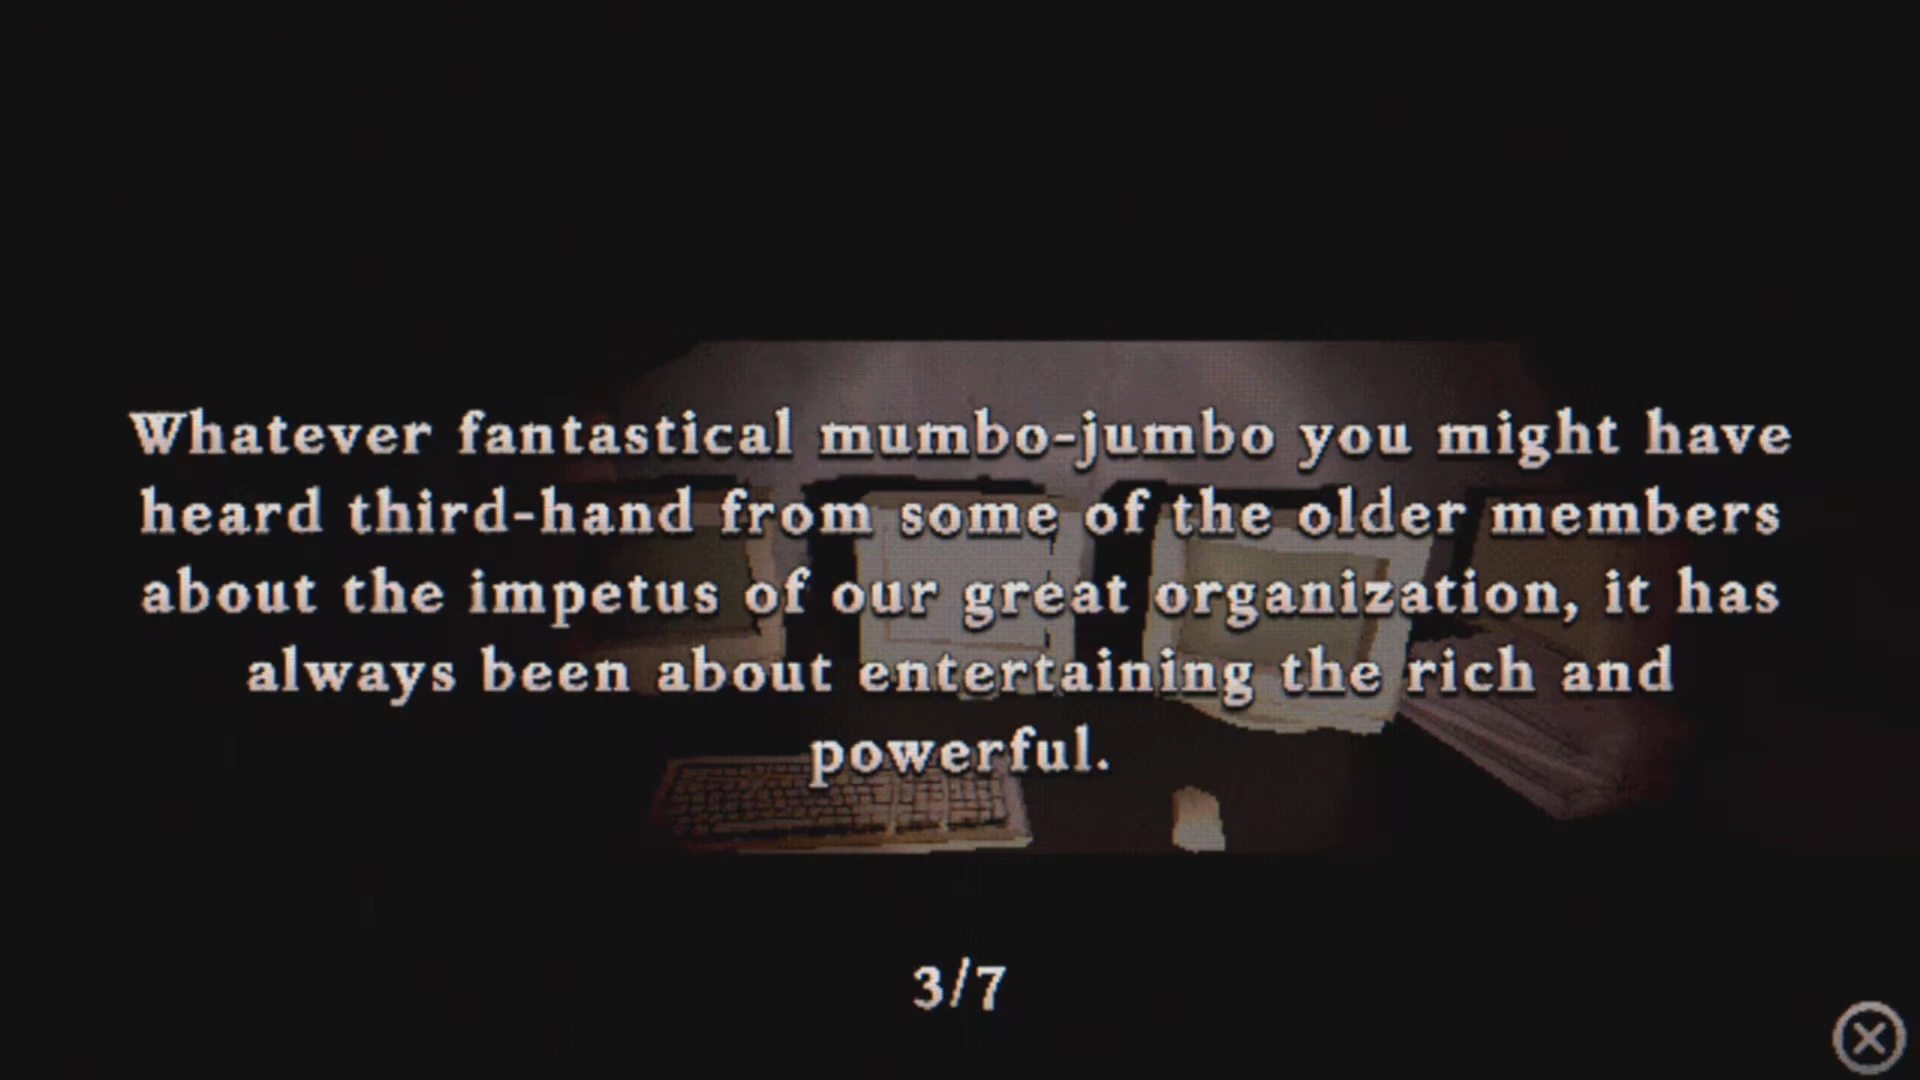 Whatever fantastical mumbo-jumbo you might have
heard third-hand from some of the older members
about the impetus of our great organization, it has
always been about entertaining the rich and
powerful.
3/7